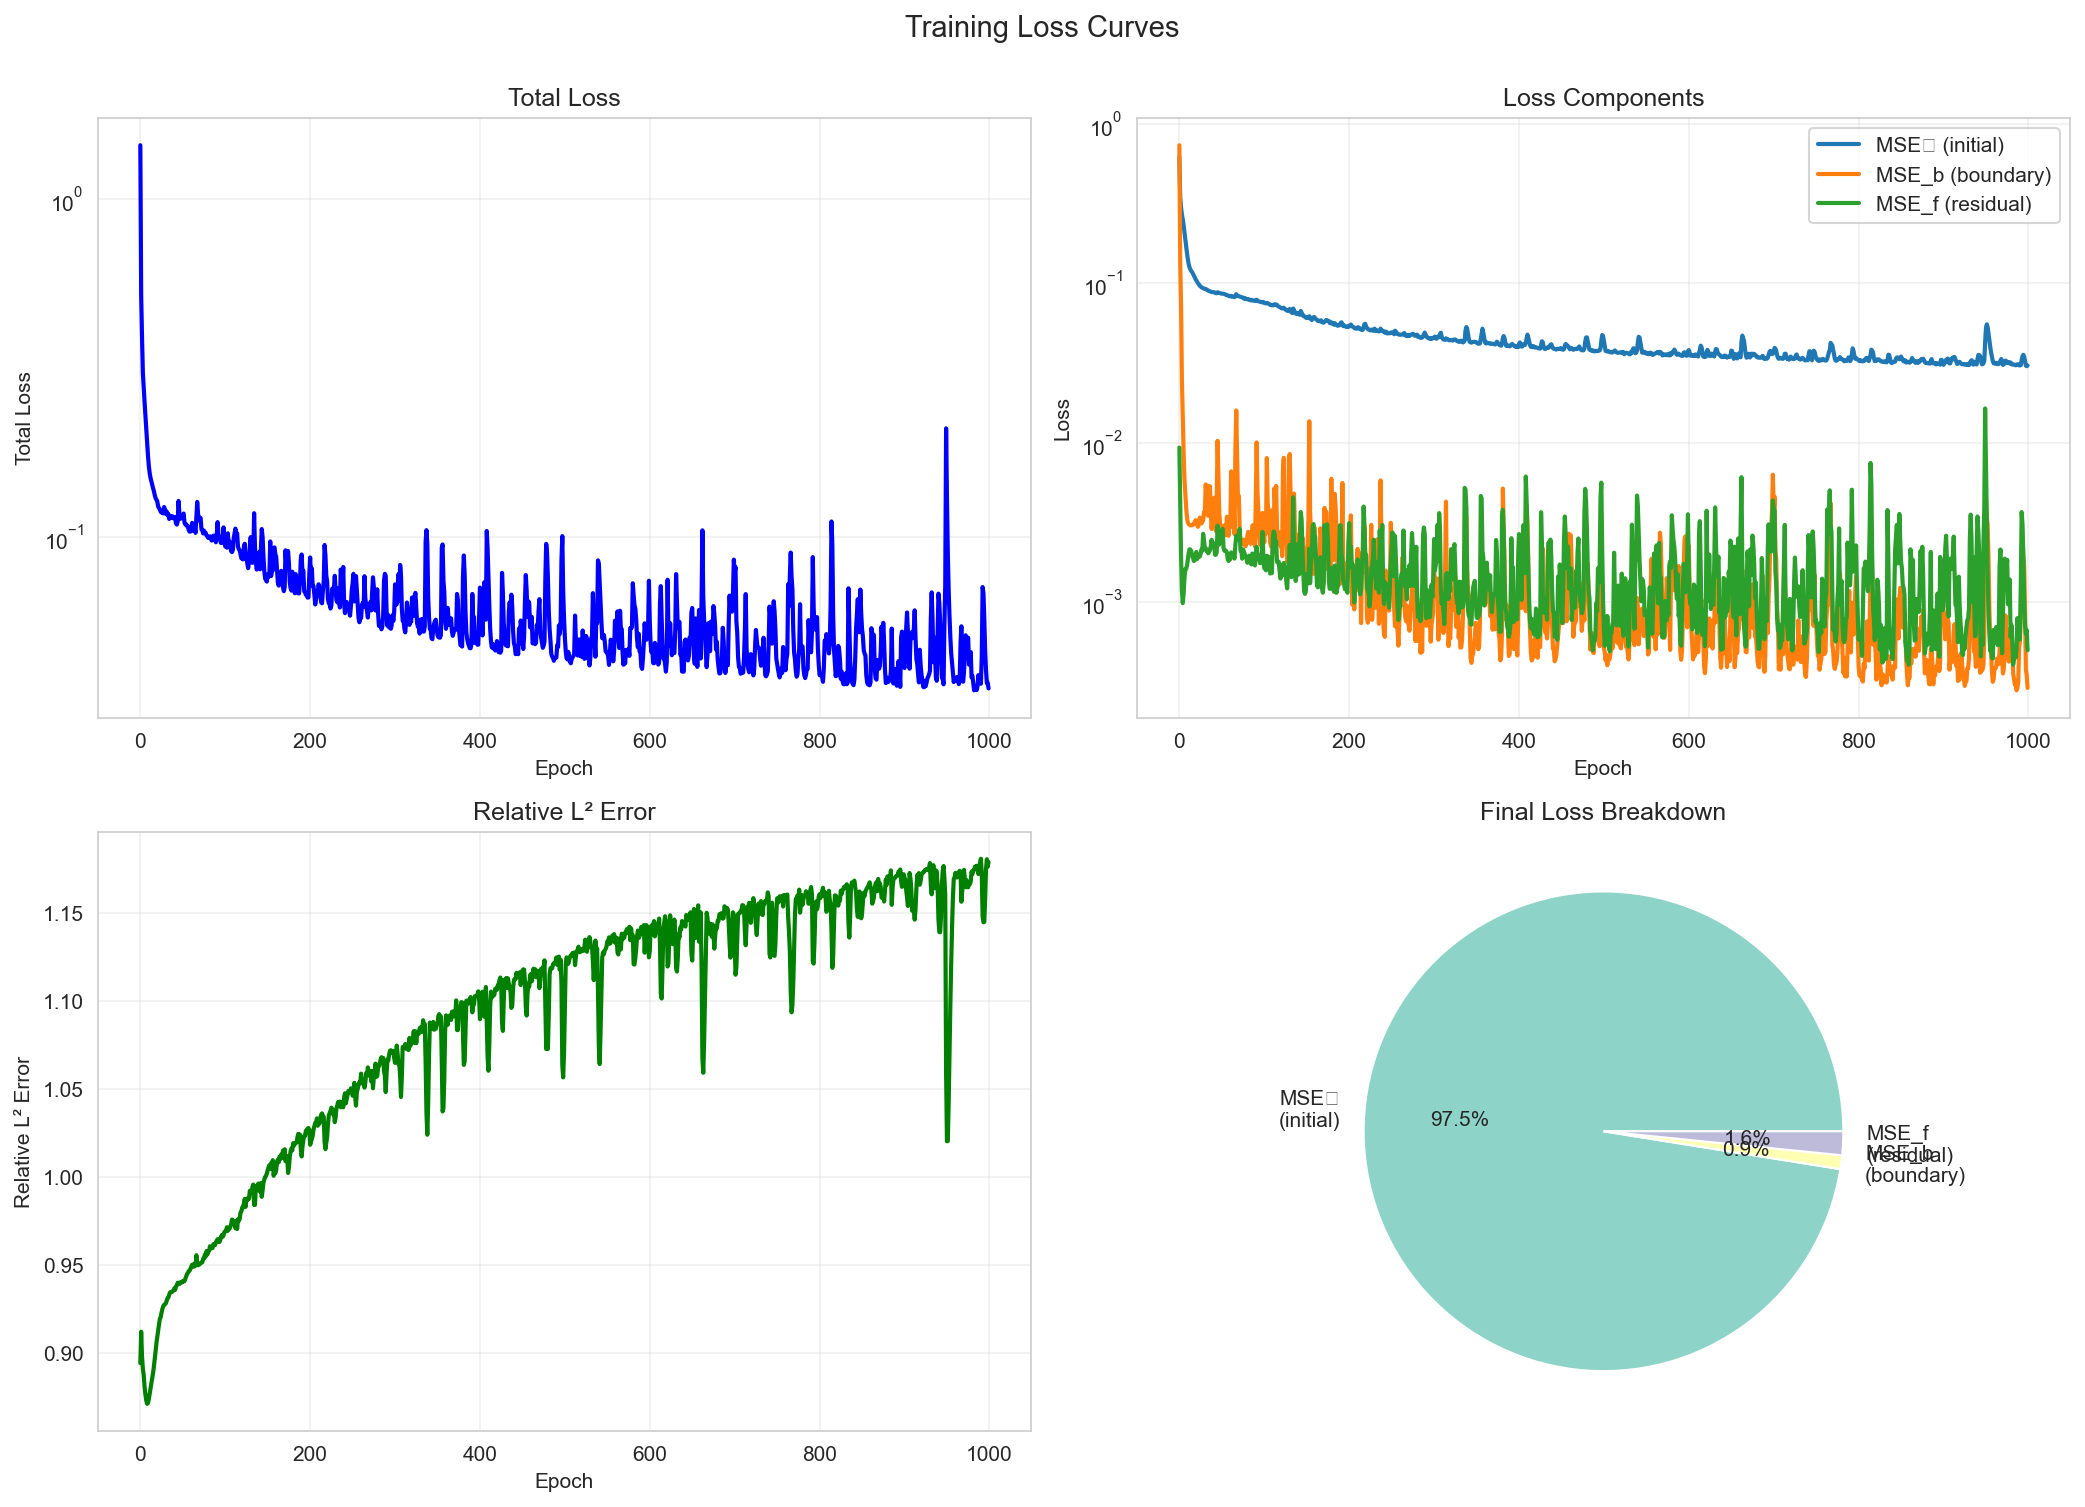 Training Loss Curves
Total Loss
10⁰
10⁻¹
Total Loss
0 200 400 600 800 1000
Epoch
Loss Components
10⁰
10⁻¹
10⁻²
10⁻³
Loss
MSE▯ (initial)
MSE_b (boundary)
MSE_f (residual)
0 200 400 600 800 1000
Epoch
Relative L² Error
1.15
1.10
1.05
1.00
0.95
0.90
Relative L² Error
0 200 400 600 800 1000
Epoch
Final Loss Breakdown
MSE▯
(initial)
97.5%
1.6%
0.9%
MSE_f
(residual)
MSE_b
(boundary)